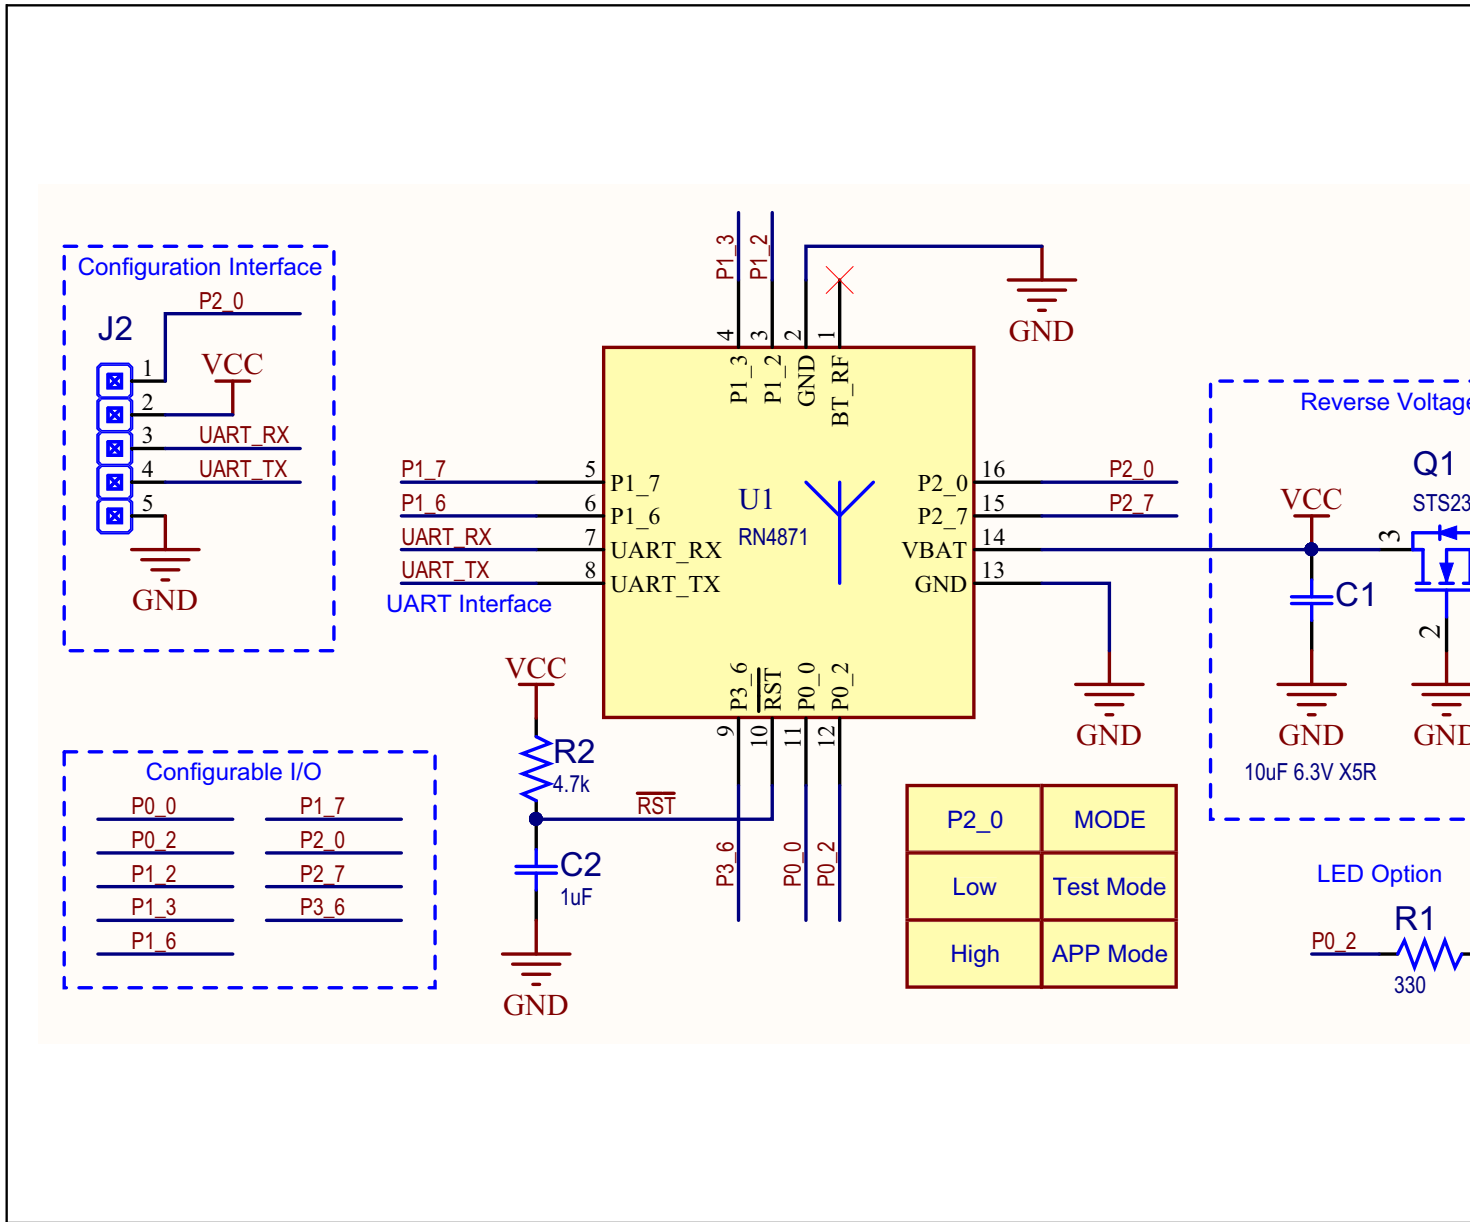 Configuration Interface
P2_0
J2
1
VCC
2
3
UART_RX
4
UART_TX
5
GND
P1_3
P1_2
4
3
2
1
GND
P1_3
P1_2
GND
BT_RF
P1_7
5
P1_7
P1_6
6
P1_6
UART_RX
7
UART_RX
UART_TX
8
UART_TX
UART Interface
U1
RN4871
P2_0
16
P2_0
P2_7
15
P2_7
VBAT
14
GND
13
GND
P3_6
RST
P0_0
P0_2
9
10
11
12
P3_6
P0_0
P0_2
VCC
R2
4.7k
RST
C2
1uF
GND
Reverse Voltage
Q1
STS23
VCC
3
C1
2
GND
GND
10uF 6.3V X5R
Configurable I/O
P0_0 P1_7
P0_2 P2_0
P1_2 P2_7
P1_3 P3_6
P1_6
P2_0 MODE
Low Test Mode
High APP Mode
LED Option
P0_2
R1
330